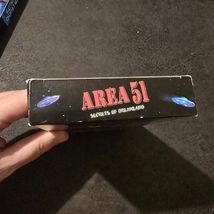 AREA 51
SECRETS OF DREAMLAND